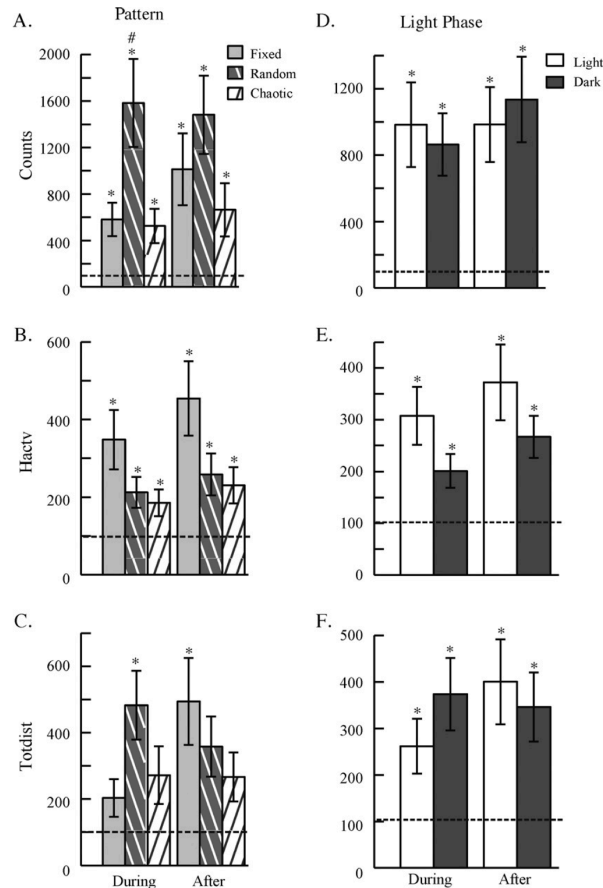 A.
Pattern
Fixed
Random
Chaotic
#
*
*
*
*
*
*
Counts
2000
1600
1200
800
400
0
D.
Light Phase
Light
Dark
*
*
*
*
1200
800
400
0
B.
*
*
*
*
*
*
Hactv
600
400
200
0
E.
*
*
*
*
400
300
200
100
0
C.
*
*
Totdist
600
400
200
0
During
After
F.
*
*
*
*
500
400
300
200
100
0
During
After